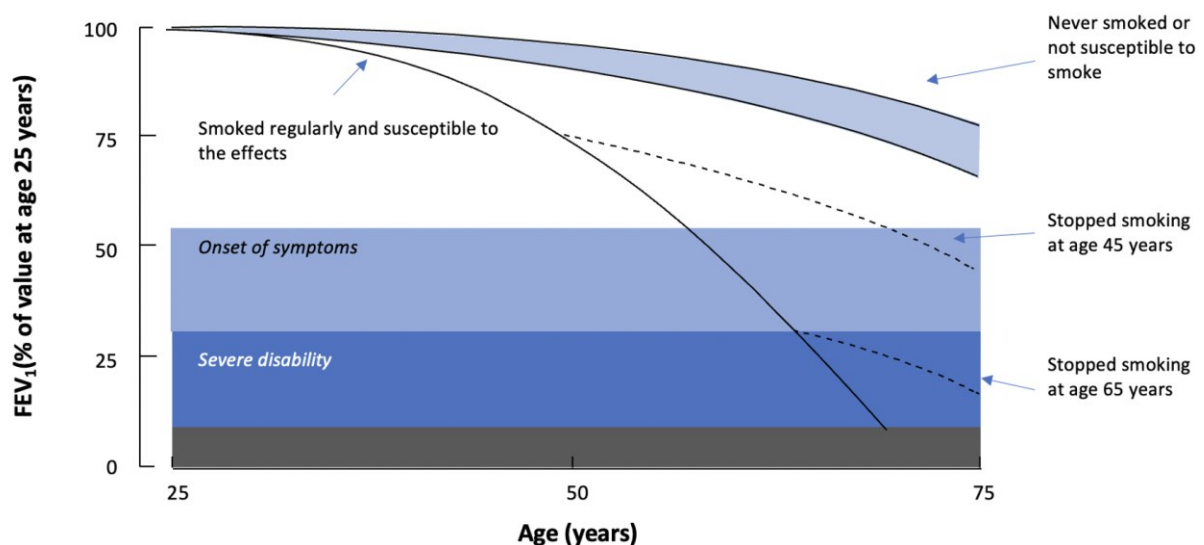 FEV₁(% of value at age 25 years)
100
75
50
25
0
Never smoked or
not susceptible to
smoke
Smoked regularly and susceptible to
the effects
Onset of symptoms
Stopped smoking
at age 45 years
Severe disability
Stopped smoking
at age 65 years
25
50
75
Age (years)